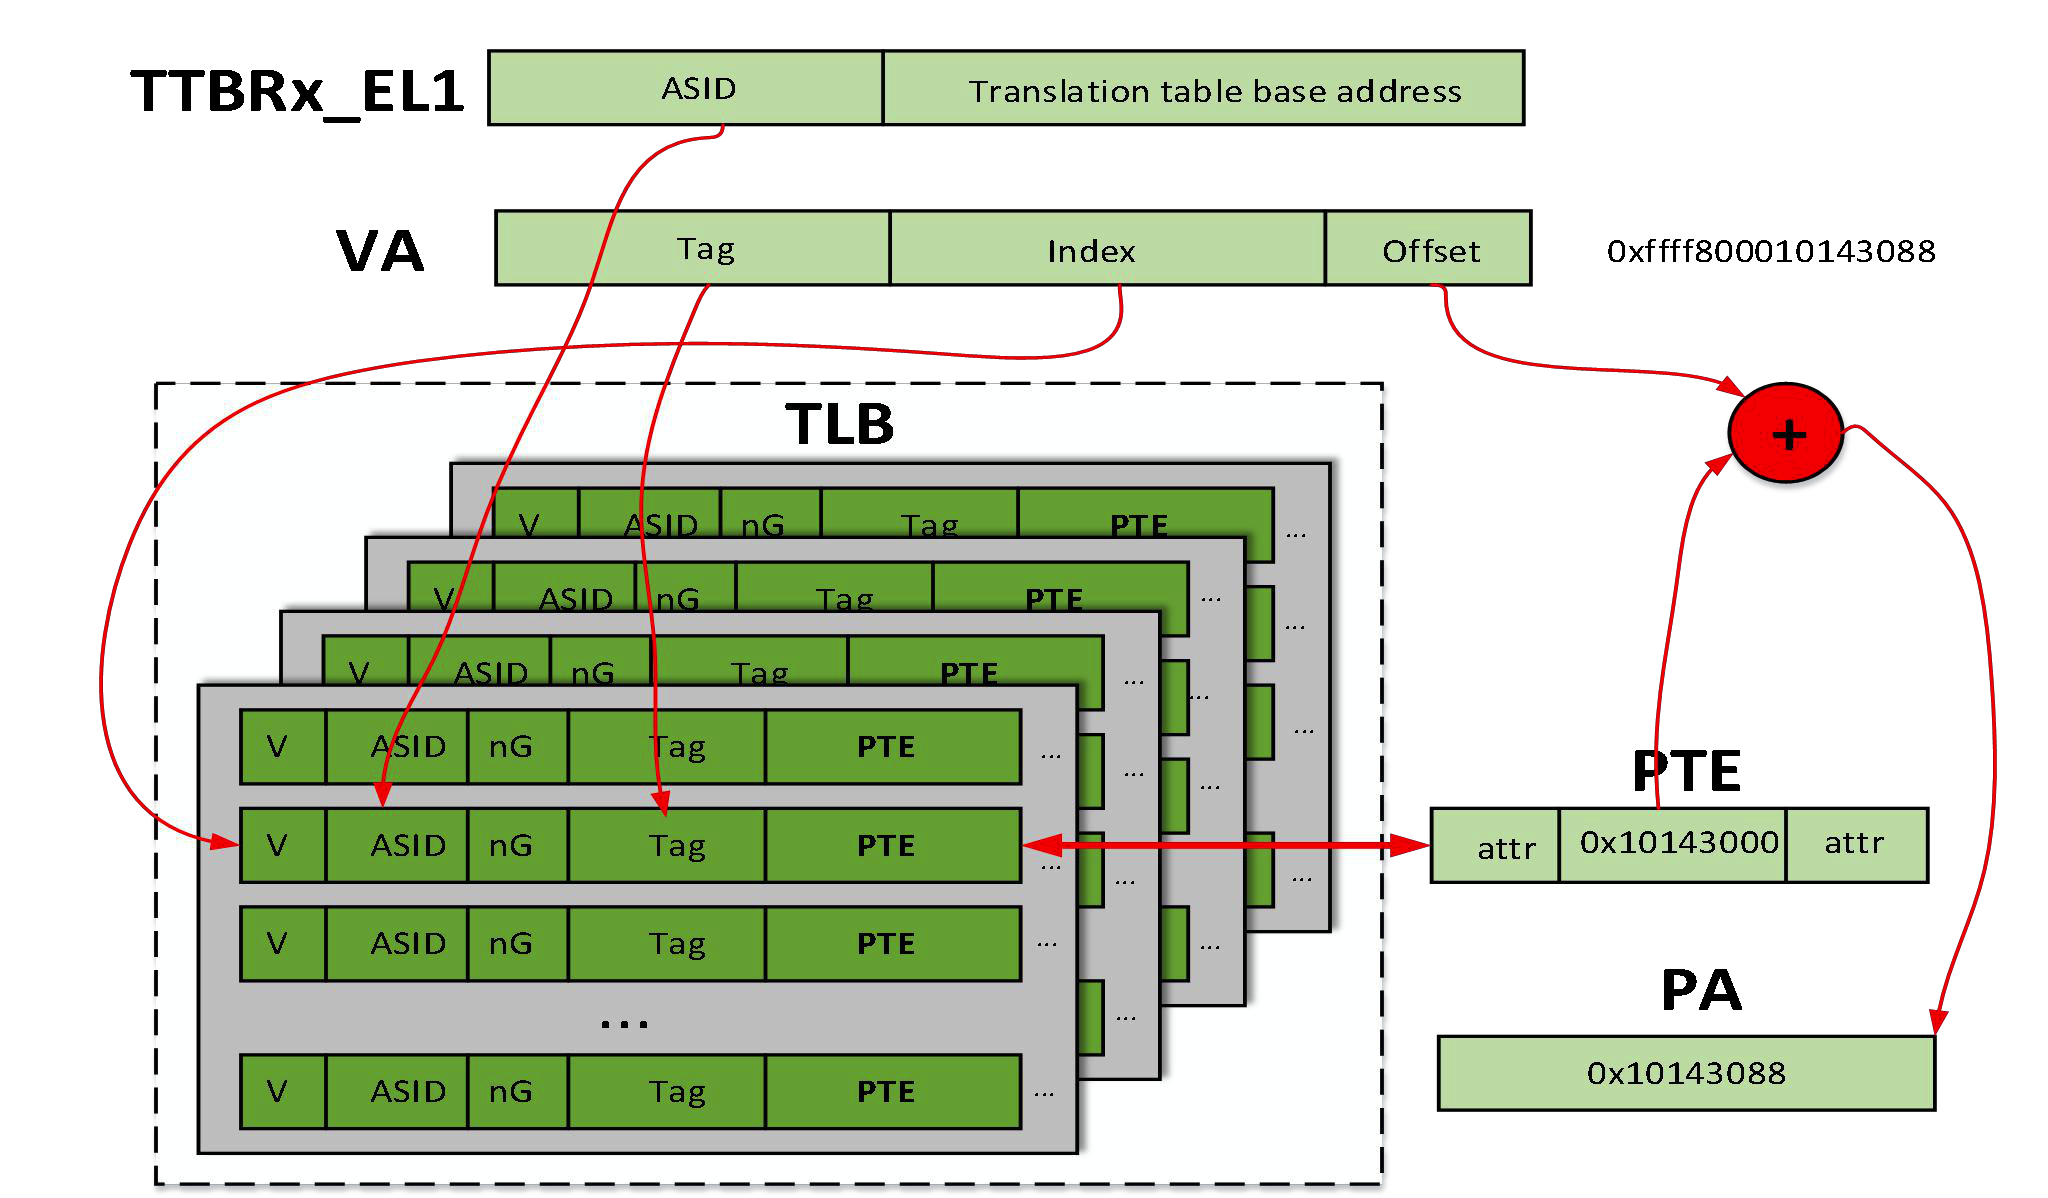 TTBRx_EL1 ASID Translation table base address
VA Tag Index Offset 0xffff800010143088
TLB
+
V ASID nG Tag PTE ...
V ASID nG Tag PTE ...
...
V ASID nG Tag PTE ...
... ...
V ASID nG Tag PTE ...
... ... ...
PTE
V ASID nG Tag PTE ...
... ... ...
attr 0x10143000 attr
V ASID nG Tag PTE ...
...
PA
...
...
V ASID nG Tag PTE ...
0x10143088